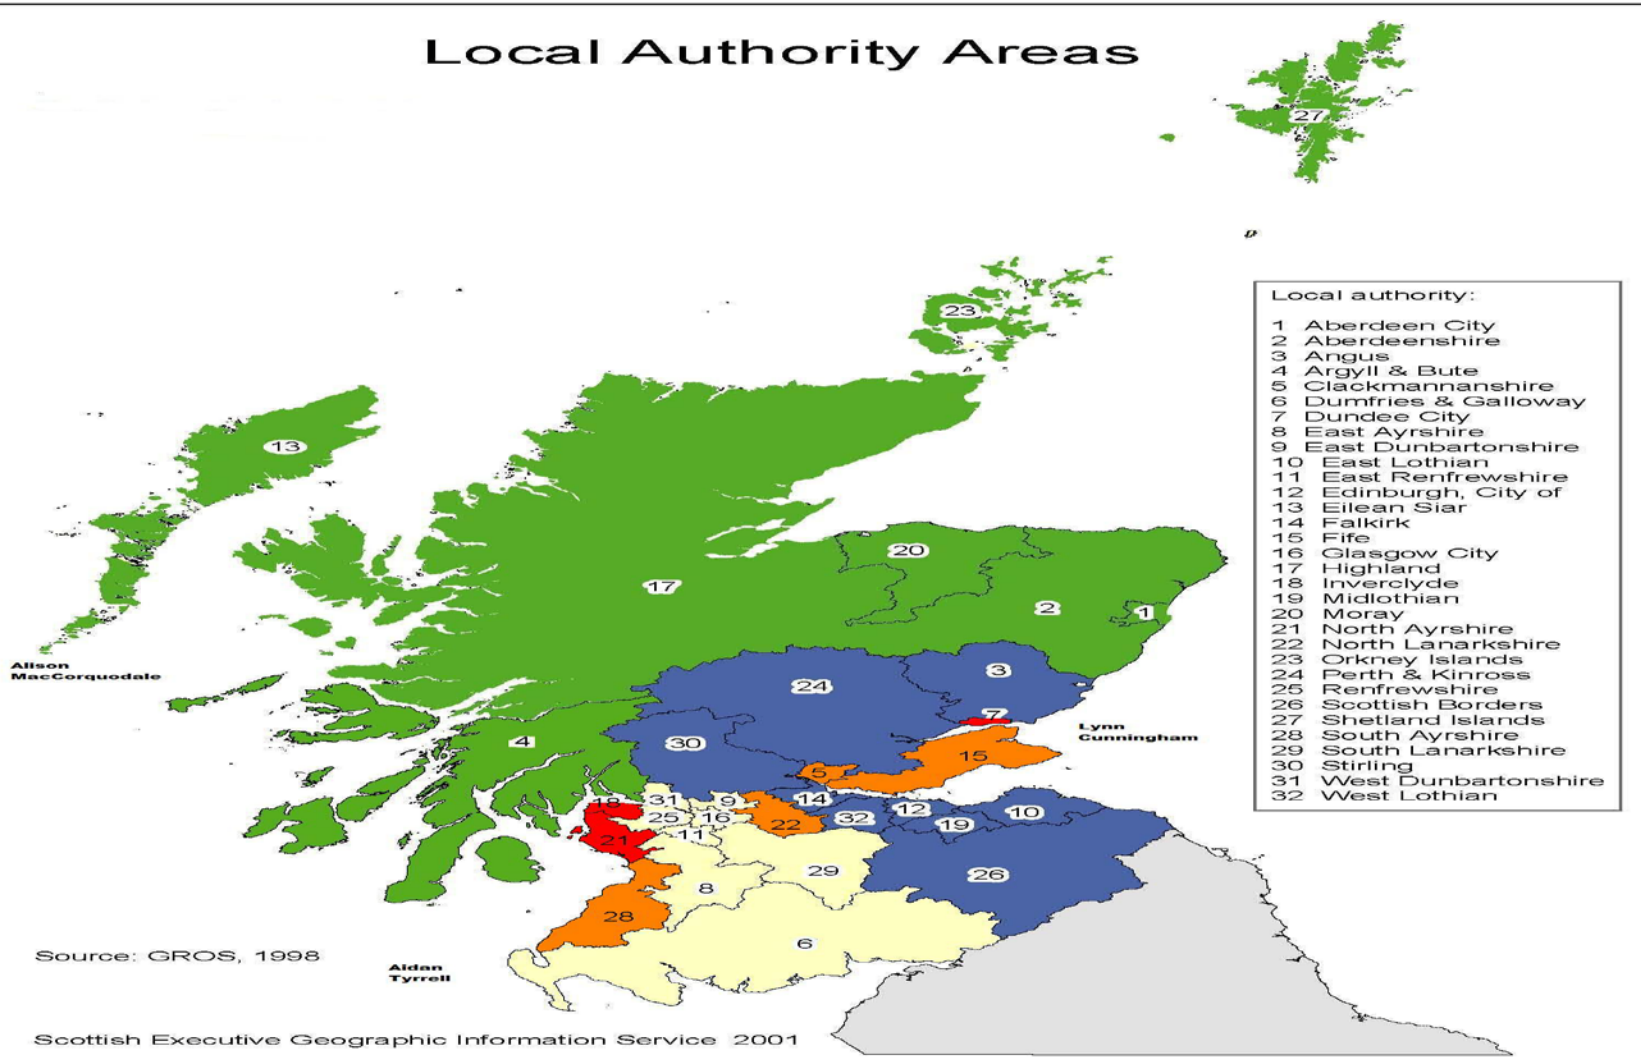 Local Authority Areas
27
23
13
20
17
2
1
Alison
MacCorquodale
3
24
7
Lynn
Cunningham
4
30
15
5
18
31
9
14
12
10
25
16
22
32
19
21
11
29
8
26
28
6
Local authority:
1 Aberdeen City
2 Aberdeenshire
3 Angus
4 Argyll & Bute
5 Clackmannanshire
6 Dumfries & Galloway
7 Dundee City
8 East Ayrshire
9 East Dunbartonshire
10 East Lothian
11 East Renfrewshire
12 Edinburgh, City of
13 Eilean Siar
14 Falkirk
15 Fife
16 Glasgow City
17 Highland
18 Inverclyde
19 Midlothian
20 Moray
21 North Ayrshire
22 North Lanarkshire
23 Orkney Islands
24 Perth & Kinross
25 Renfrewshire
26 Scottish Borders
27 Shetland Islands
28 South Ayrshire
29 South Lanarkshire
30 Stirling
31 West Dunbartonshire
32 West Lothian
Source: GROS, 1998
Aidan
Tyrrell
Scottish Executive Geographic Information Service 2001